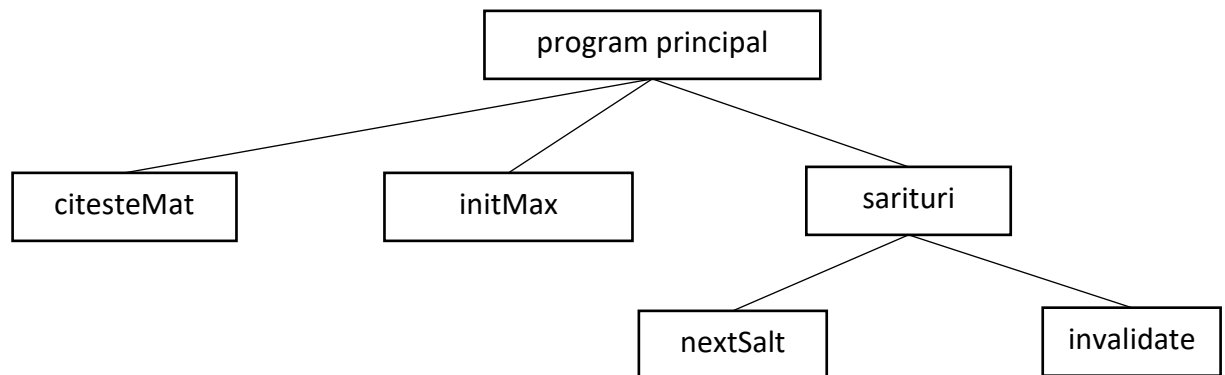 program principal
citesteMat
initMax
sarituri
nextSalt
invalidate